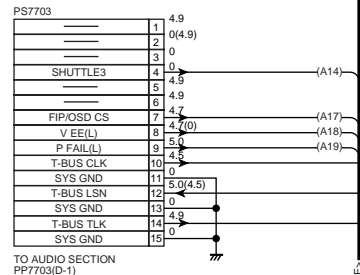 PS7703
1 4.9
2 0(4.9)
3 0
SHUTTLE3 4 0 (A14)
5 4.9
6 4.9
FIP/OSD CS 7 4.7 (A17)
V EE(L) 8 4.7(0) (A18)
P FAIL(L) 9 5.0 (A19)
T-BUS CLK 10 4.5
SYS GND 11 0
T-BUS LSN 12 5.0(4.5)
SYS GND 13 0
T-BUS TLK 14 4.9
SYS GND 15 0
TO AUDIO SECTION
PP7703(D-1)